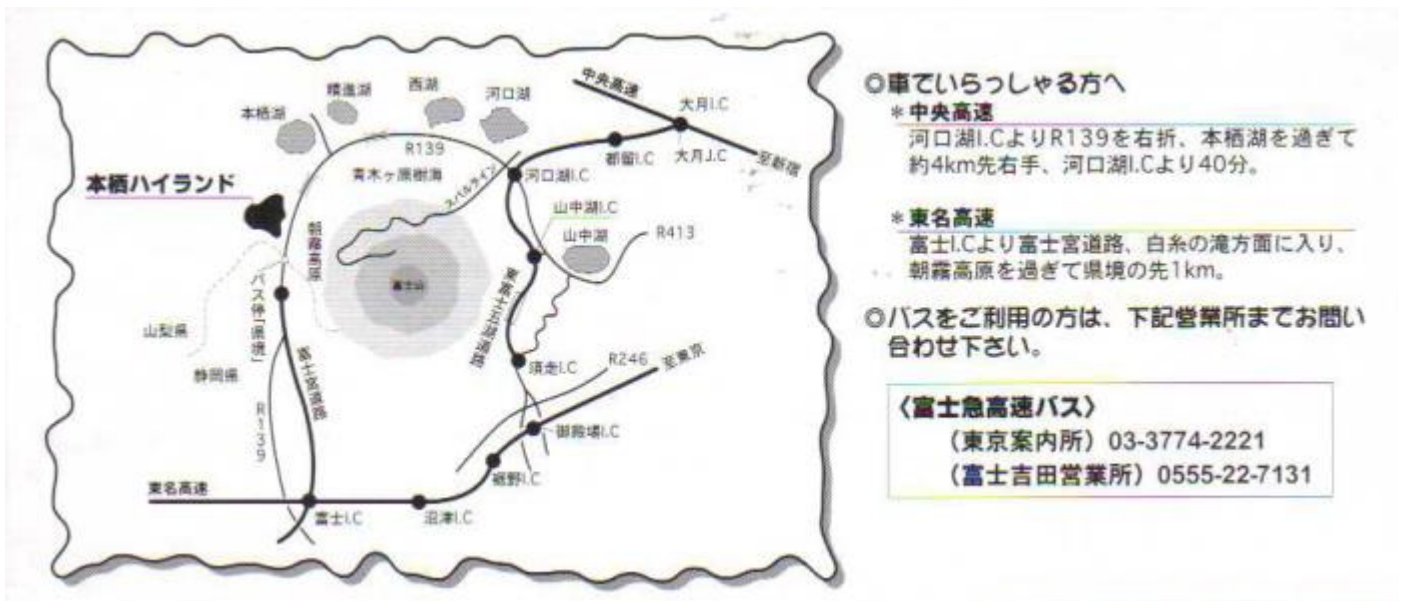 中央高速
大月I.C
大月J.C
至新宿
都留I.C
河口湖
西湖
精進湖
本栖湖
R139
青木ヶ原樹海
スバルライン
河口湖I.C
本栖ハイランド
山中湖I.C
山中湖
R413
朝霧高原
富士山
東富士五湖道路
バス停「県境」
山梨県
静岡県
富士宮道路
須走I.C
R246
至東京
R139
御殿場I.C
裾野I.C
東名高速
富士I.C
沼津I.C
◎車でいらっしゃる方へ
*中央高速
河口湖I.CよりR139を右折、本栖湖を過ぎて
約4km先右手、河口湖I.Cより40分。
*東名高速
富士I.Cより富士宮道路、白糸の滝方面に入り、
朝霧高原を過ぎて県境の先1km。
◎バスをご利用の方は、下記営業所までお問い
合わせ下さい。
〈富士急高速バス〉
（東京案内所）03-3774-2221
（富士吉田営業所）0555-22-7131